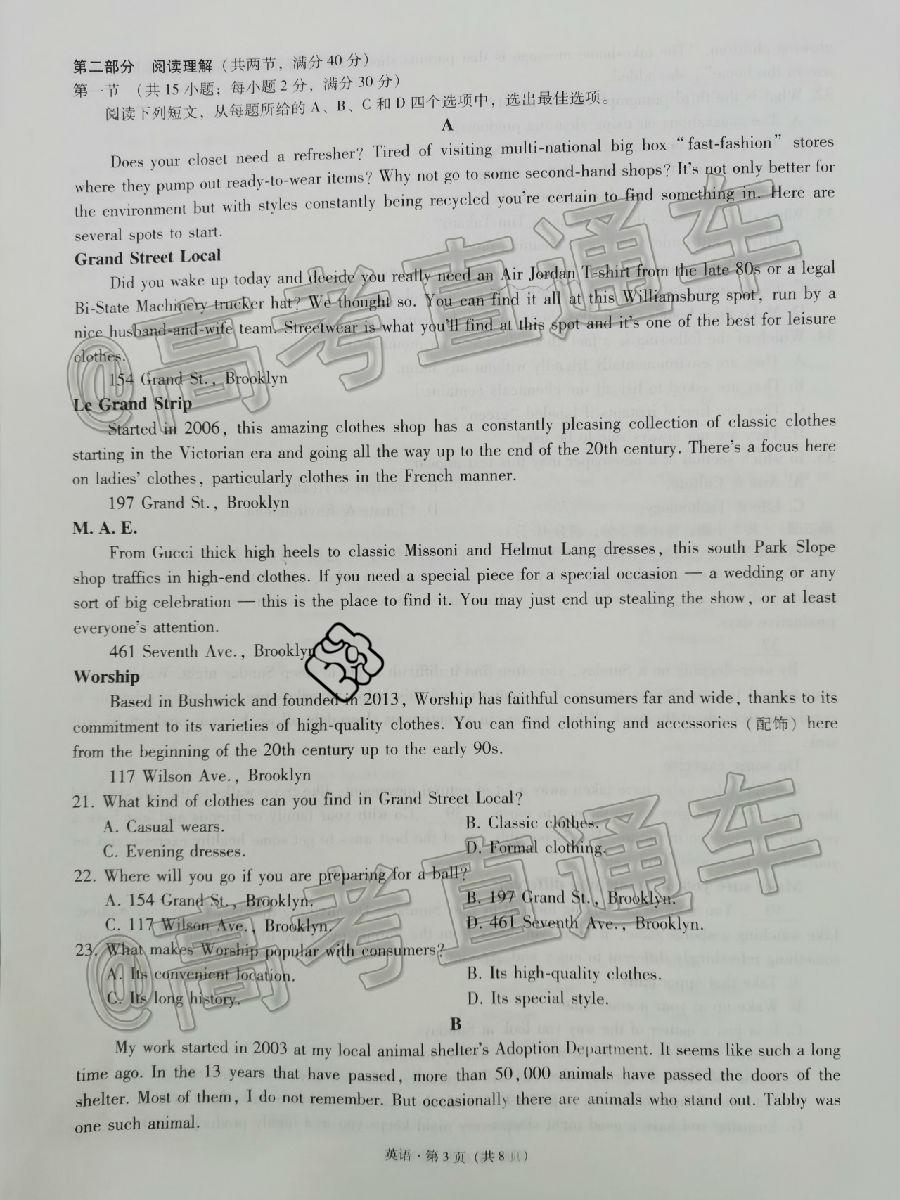 第二部分 阅读理解（共两节，满分 40 分）
第一节 （共 15 小题；每小题 2 分，满分 30 分）
阅读下列短文，从每题所给的 A、B、C 和 D 四个选项中，选出最佳选项。
A
Does your closet need a refresher? Tired of visiting multi-national big box “fast-fashion” stores
where they pump out ready-to-wear items? Why not go to some second-hand shops? It's not only better for
the environment but with styles constantly being recycled you're certain to find something in. Here are
several spots to start.
Grand Street Local
Did you wake up today and decide you really need an Air Jordan T-shirt from the late 80s or a legal
Bi-State Machinery trucker hat? We thought so. You can find it all at this Williamsburg spot, run by a
nice husband-and-wife team. Streetwear is what you'll find at this spot and it's one of the best for leisure
clothes.
154 Grand St., Brooklyn
Le Grand Strip
Started in 2006, this amazing clothes shop has a constantly pleasing collection of classic clothes
starting in the Victorian era and going all the way up to the end of the 20th century. There's a focus here
on ladies' clothes, particularly clothes in the French manner.
197 Grand St., Brooklyn
M. A. E.
From Gucci thick high heels to classic Missoni and Helmut Lang dresses, this south Park Slope
shop traffics in high-end clothes. If you need a special piece for a special occasion — a wedding or any
sort of big celebration — this is the place to find it. You may just end up stealing the show, or at least
everyone's attention.
461 Seventh Ave., Brooklyn
Worship
Based in Bushwick and founded in 2013, Worship has faithful consumers far and wide, thanks to its
commitment to its varieties of high-quality clothes. You can find clothing and accessories（配饰）here
from the beginning of the 20th century up to the early 90s.
117 Wilson Ave., Brooklyn
21. What kind of clothes can you find in Grand Street Local?
A. Casual wears. B. Classic clothes.
C. Evening dresses. D. Formal clothing.
22. Where will you go if you are preparing for a ball?
A. 154 Grand St., Brooklyn. B. 197 Grand St., Brooklyn.
C. 117 Wilson Ave., Brooklyn. D. 461 Seventh Ave., Brooklyn.
23. What makes Worship popular with consumers?
A. Its convenient location. B. Its high-quality clothes.
C. Its long history. D. Its special style.
B
My work started in 2003 at my local animal shelter's Adoption Department. It seems like such a long
time ago. In the 13 years that have passed, more than 50,000 animals have passed the doors of the
shelter. Most of them, I do not remember. But occasionally there are animals who stand out. Tabby was
one such animal.
英语·第 3 页（共 8 页）
@高考直通车
@高考直通车